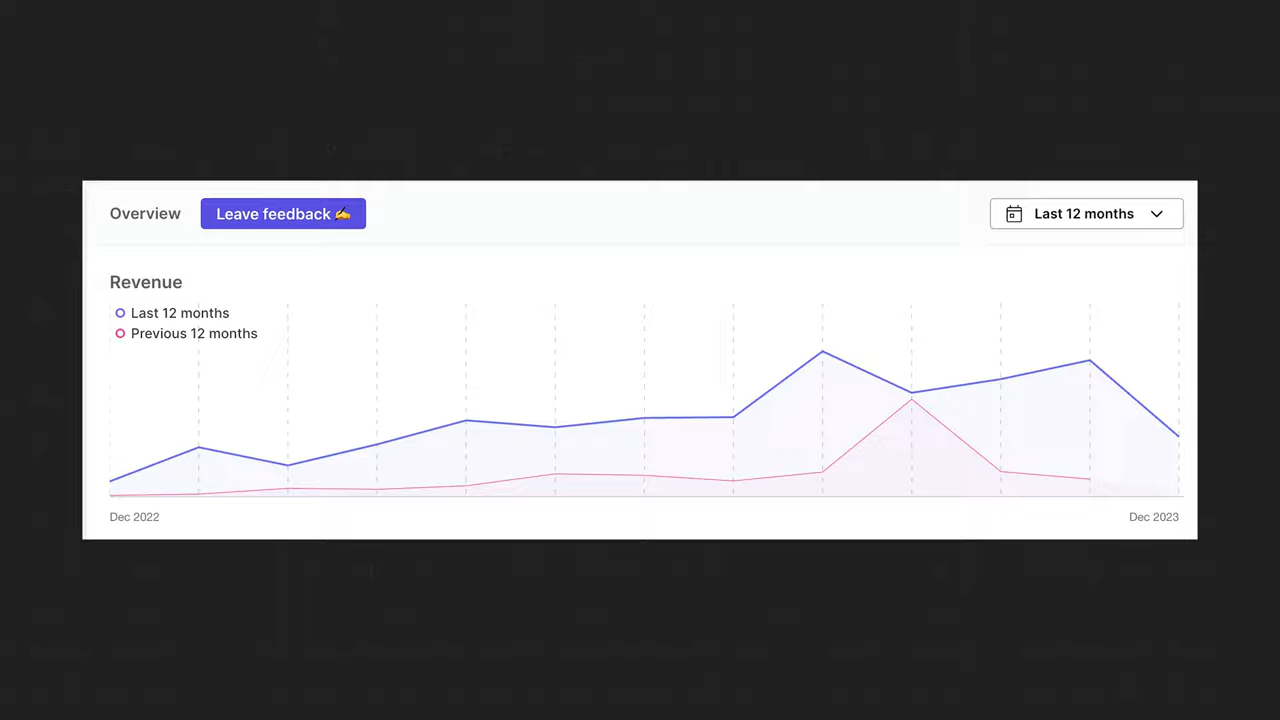 Overview
Leave feedback ✍️
Last 12 months
Revenue
Last 12 months
Previous 12 months
Dec 2022
Dec 2023